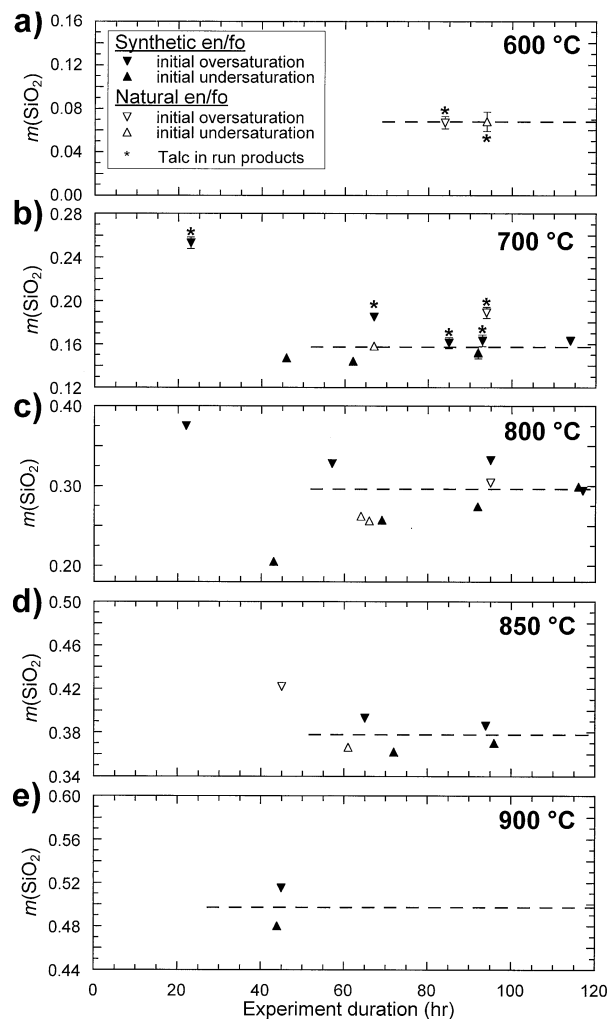 a)
0.16
0.12
0.08
0.04
0.00
m(SiO2)
Synthetic en/fo
▼ initial oversaturation
▲ initial undersaturation
Natural en/fo
▽ initial oversaturation
△ initial undersaturation
* Talc in run products
600 °C
*
*
b)
0.28
0.24
0.20
0.16
0.12
m(SiO2)
700 °C
*
*
*
*
*
c)
0.40
0.30
0.20
m(SiO2)
800 °C
d)
0.50
0.46
0.42
0.38
0.34
m(SiO2)
850 °C
e)
0.60
0.56
0.52
0.48
0.44
m(SiO2)
900 °C
0 20 40 60 80 100 120
Experiment duration (hr)